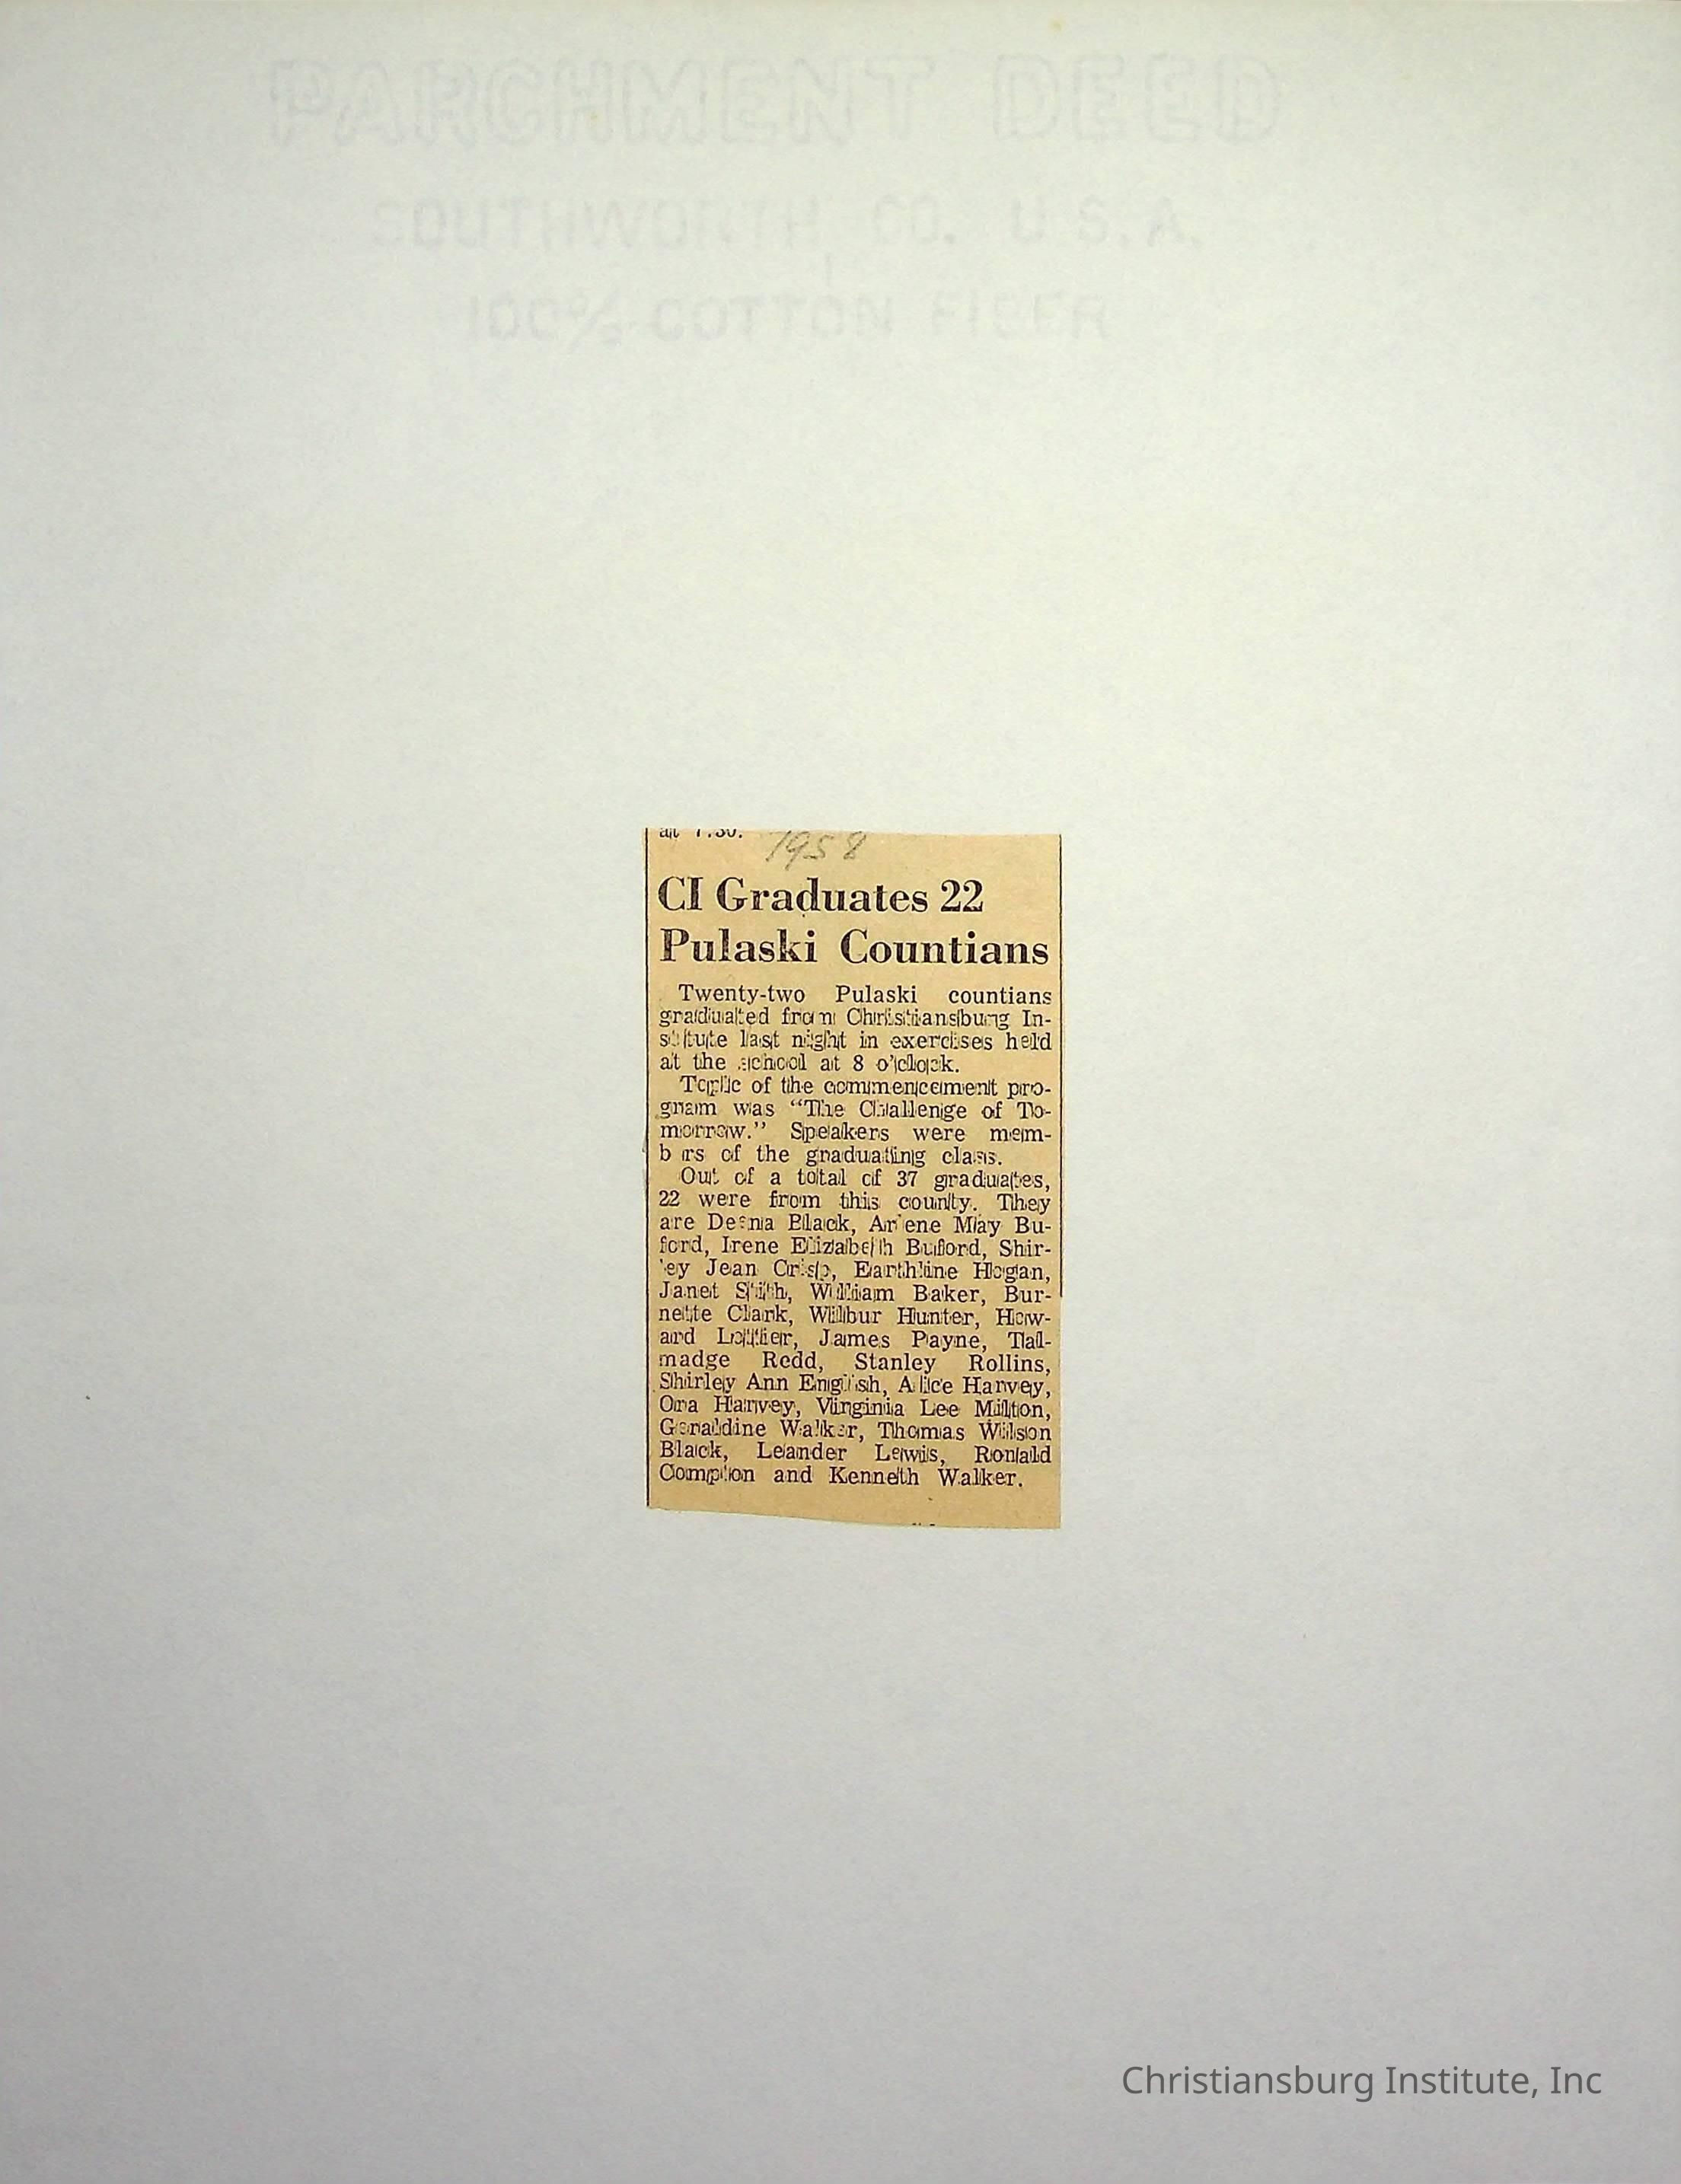 PARCHMENT DEED
SOUTHWORTH CO. U.S.A.
100% COTTON FIBER
at 7:30.
1958
CI Graduates 22
Pulaski Countians
Twenty-two Pulaski countians
graduated from Christiansburg In-
stitute last night in exercises held
at the school at 8 o'clock.
Topic of the commencement pro-
gram was "The Challenge of To-
morrow." Speakers were mem-
b rs of the graduating class.
Out of a total of 37 graduates,
22 were from this county. They
are Black, Arlene May Bu-
ford, Irene Elizabeth Buford, Shir-
ley Jean Crisp, Earthline Hogan,
Janet Smith, William Baker, Bur-
nette Clark, Wilbur Hunter, How-
ard James Payne, Tal-
madge Redd, Stanley Rollins,
Shirley Ann English, Alice Harvey,
Ora Harvey, Virginia Lee Milton,
Geraldine Walker, Thomas Wilson
Black, Leander Lewis, Ronald
Compton and Kenneth Walker.
Christiansburg Institute, Inc